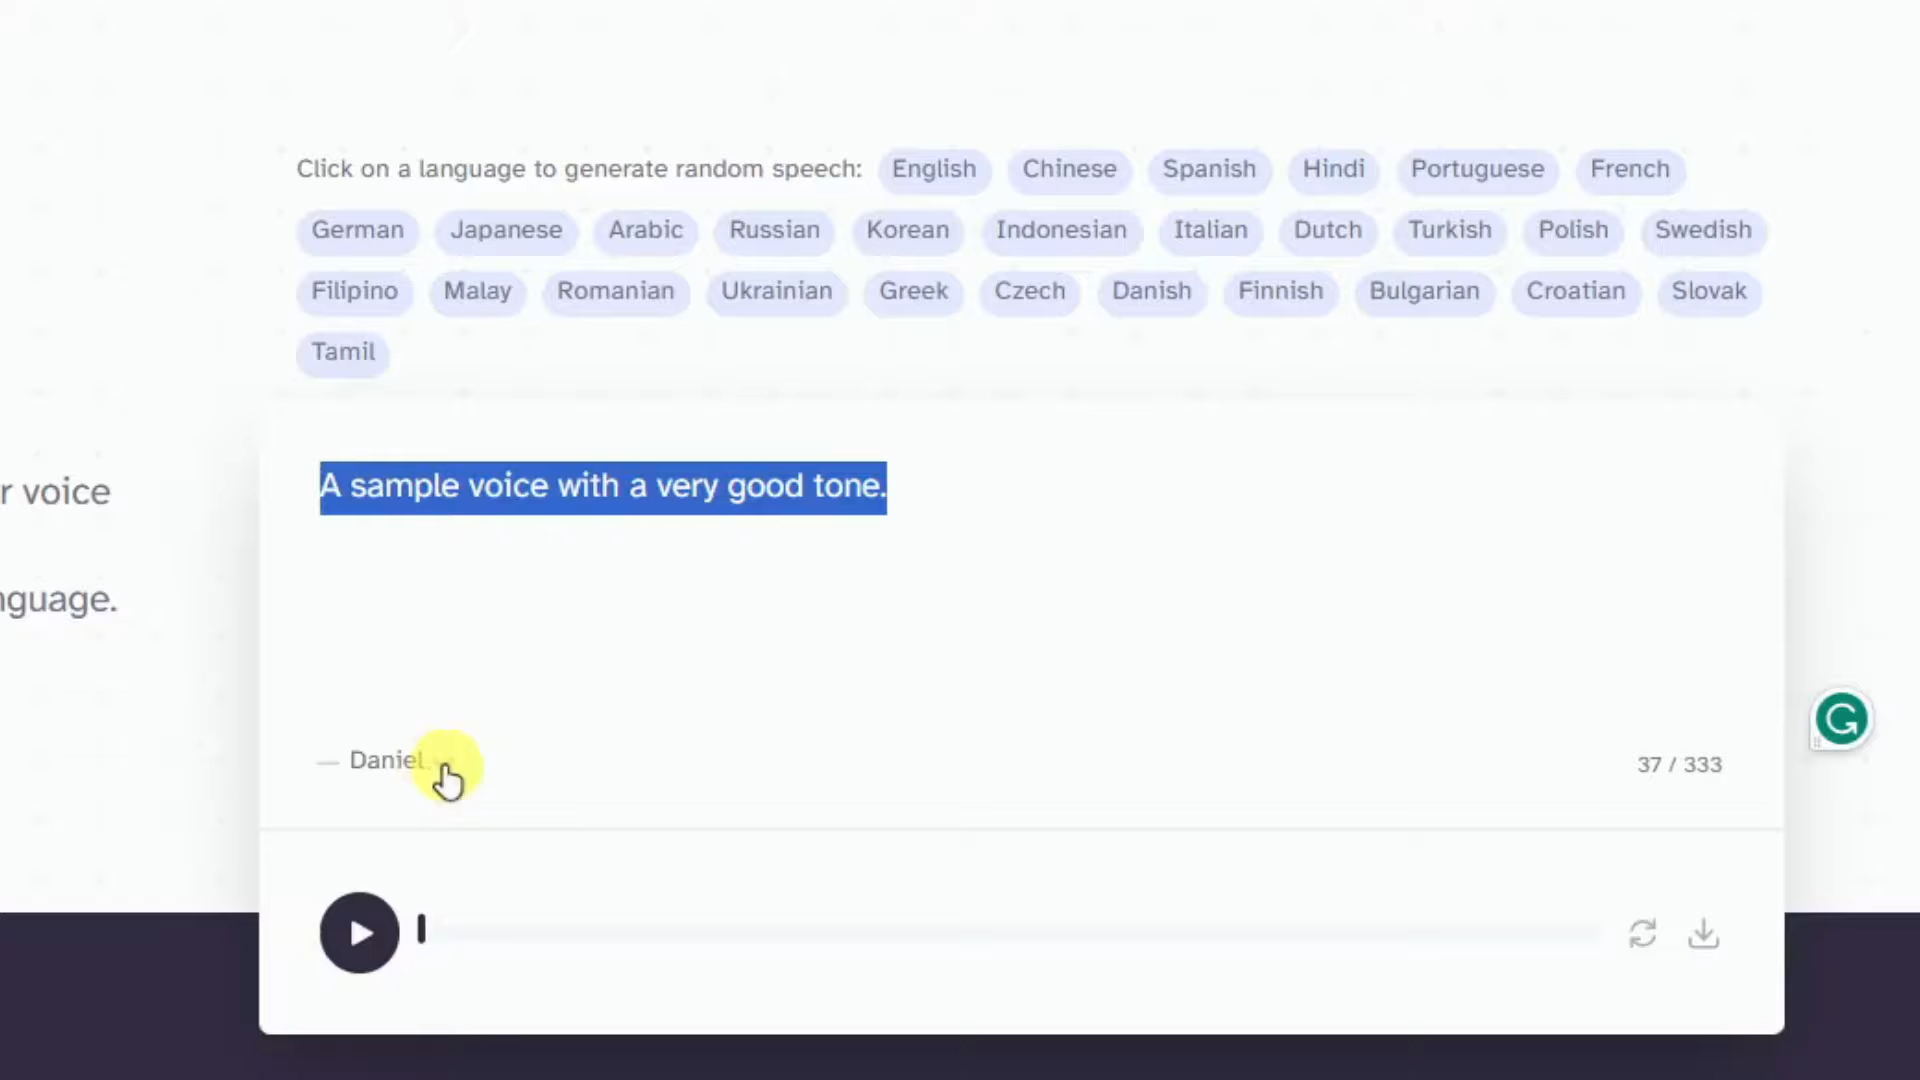 Click on a language to generate random speech: English Chinese Spanish Hindi Portuguese French
German Japanese Arabic Russian Korean Indonesian Italian Dutch Turkish Polish Swedish
Filipino Malay Romanian Ukrainian Greek Czech Danish Finnish Bulgarian Croatian Slovak
Tamil
r voice
nguage.
A sample voice with a very good tone.
— Daniel
37 / 333